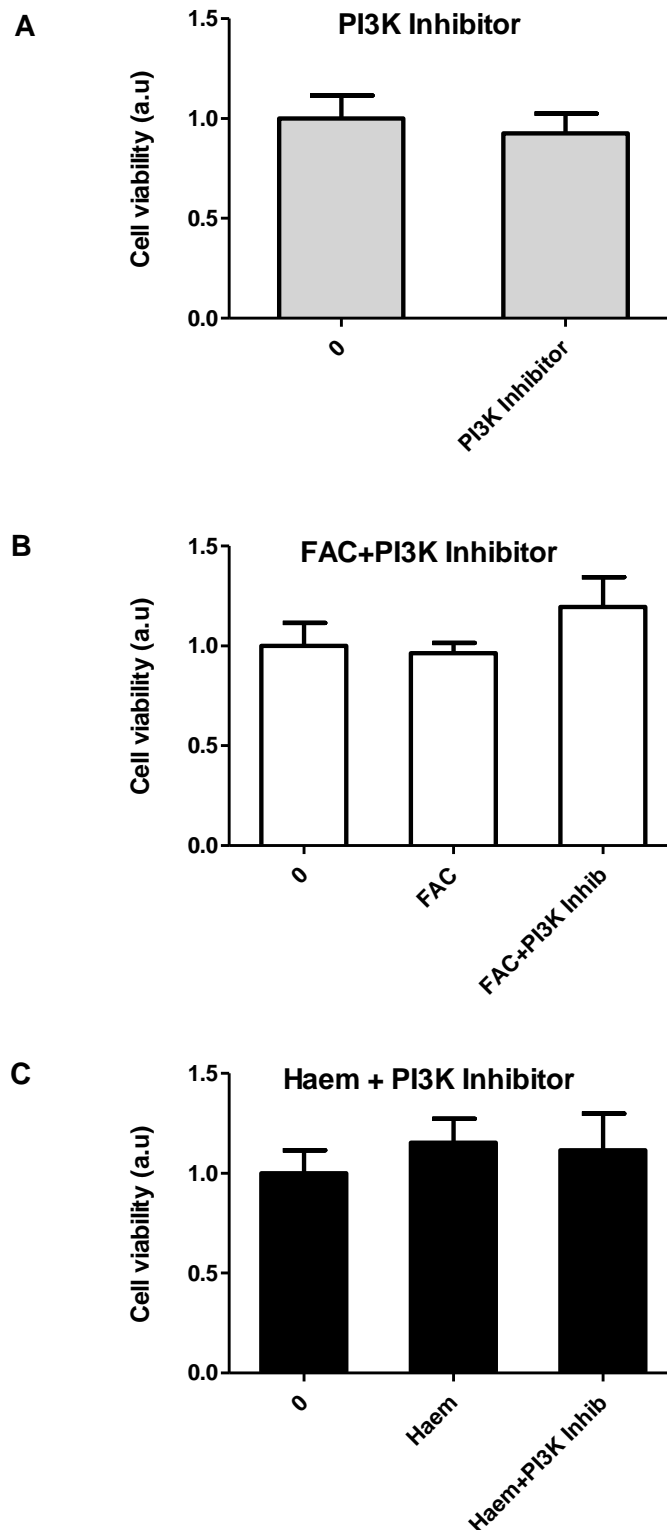 A
PI3K Inhibitor
Cell viability (a.u)
1.5
1.0
0.5
0.0
0
PI3K Inhibitor
B
FAC+PI3K Inhibitor
Cell viability (a.u)
1.5
1.0
0.5
0.0
0
FAC
FAC+PI3K Inhib
C
Haem + PI3K Inhibitor
Cell viability (a.u)
1.5
1.0
0.5
0.0
0
Haem
Haem+PI3K Inhib